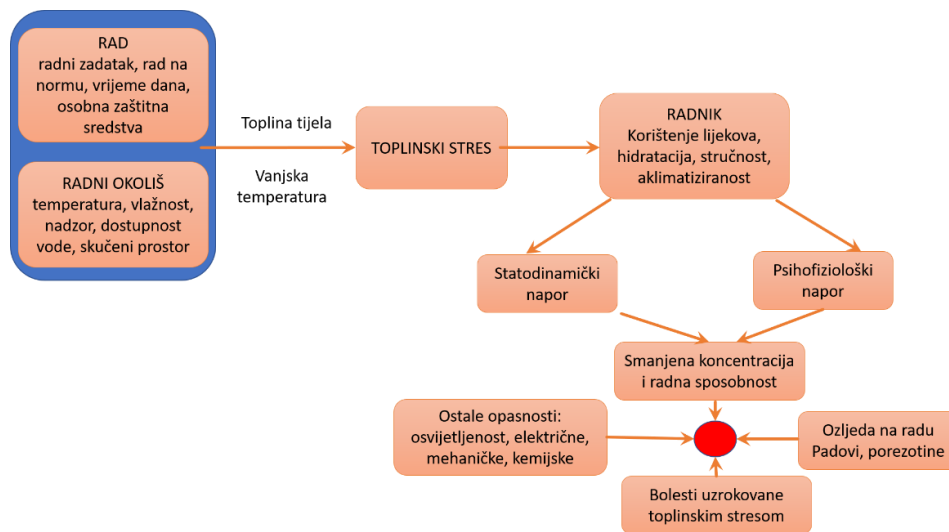 RAD
radni zadatak, rad na
normu, vrijeme dana,
osobna zaštitna
sredstva
RADNI OKOLIŠ
temperatura, vlažnost,
nadzor, dostupnost
vode, skučeni prostor
Toplina tijela
Vanjska
temperatura
TOPLINSKI STRES
RADNIK
Korištenje lijekova,
hidratacija, stručnost,
aklimatiziranost
Statodinamički
napor
Psihofiziološki
napor
Smanjena koncentracija
i radna sposobnost
Ostale opasnosti:
osvijetljenost, električne,
mehaničke, kemijske
Ozljeda na radu
Padovi, porezotine
Bolesti uzrokovane
toplinskim stresom